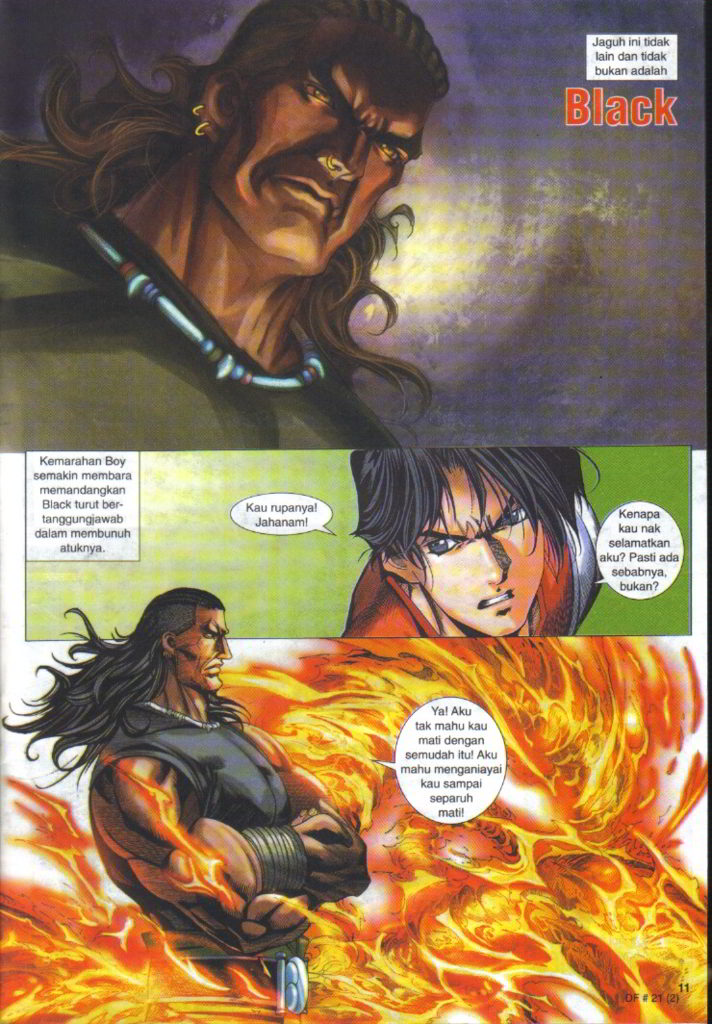 Jaguh ini tidak
lain dan tidak
bukan adalah
Black
Kemarahan Boy
semakin membara
memandangkan
Black turut ber-
tanggungjawab
dalam membunuh
atuknya.
Kau rupanya!
Jahanam!
Kenapa
kau nak
selamatkan
aku? Pasti ada
sebabnya,
bukan?
Ya! Aku
tak mahu kau
mati dengan
semudah itu! Aku
mahu menganiayai
kau sampai
separuh
mati!
11
DF # 21 (2)